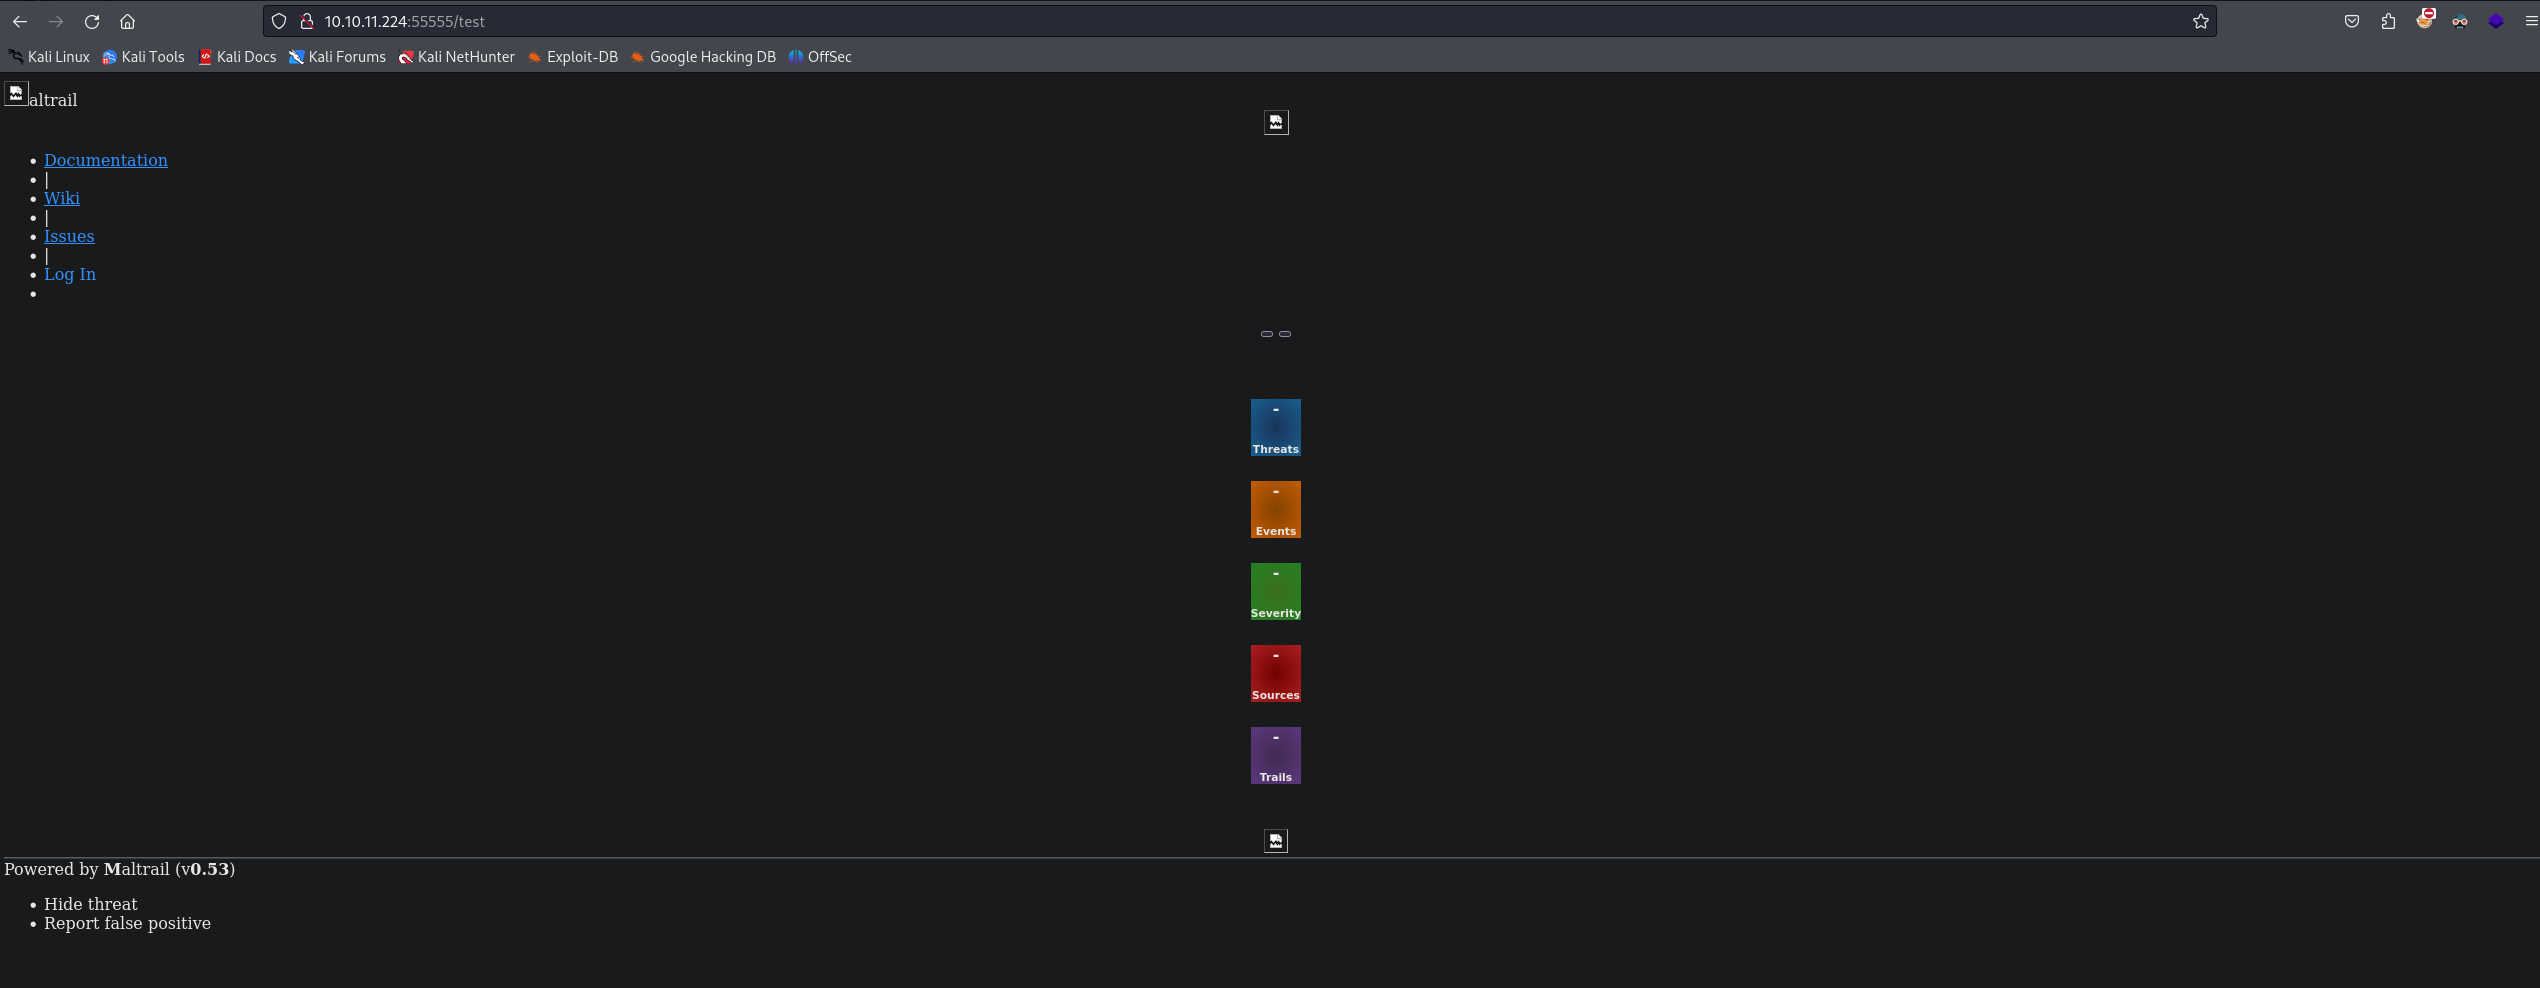 10.10.11.224:55555/test
Kali Linux Kali Tools Kali Docs Kali Forums Kali NetHunter Exploit-DB Google Hacking DB OffSec
altrail
Documentation
|
Wiki
|
Issues
|
Log In
-
Threats
-
Events
-
Severity
-
Sources
-
Trails
Powered by Maltrail (v0.53)
Hide threat
Report false positive